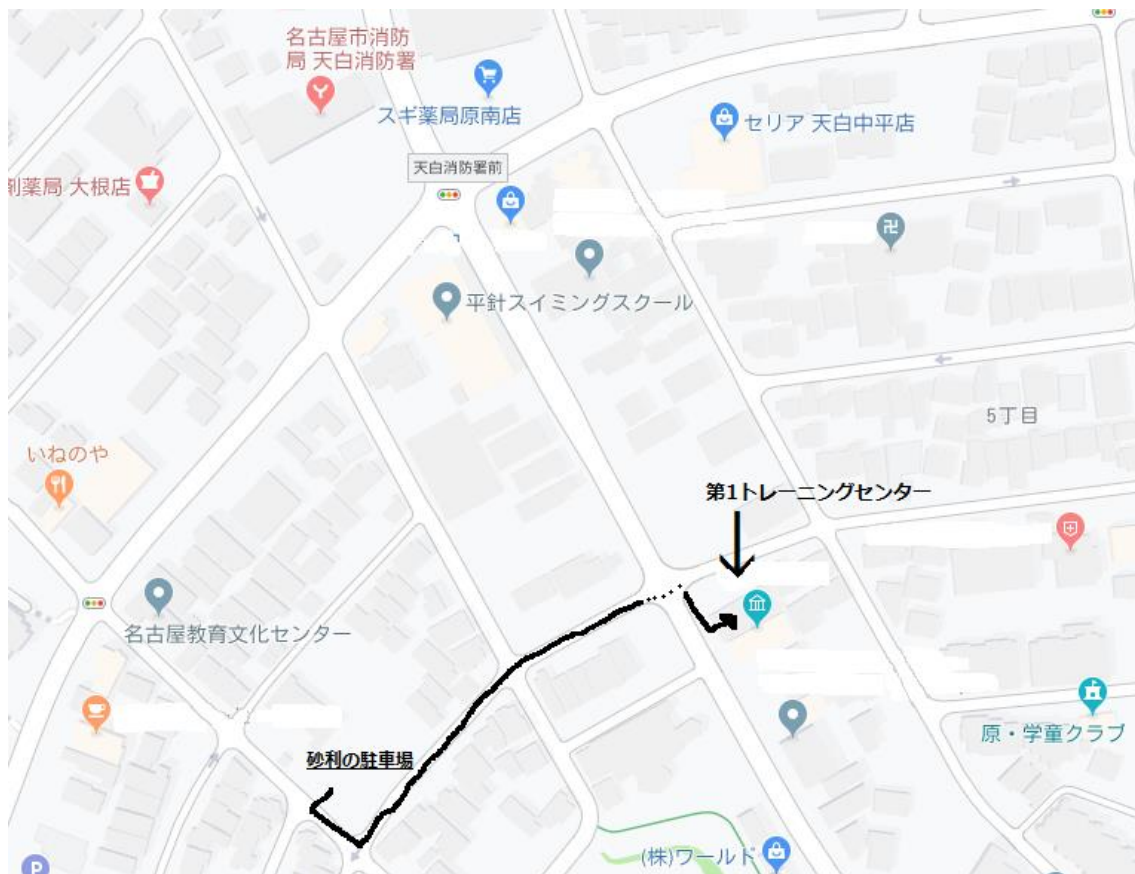 名古屋市消防
局 天白消防署
スギ薬局原南店
セリア 天白中平店
天白消防署前
剤薬局 大根店
平針スイミングスクール
5丁目
いねのや
第1トレーニングセンター
名古屋教育文化センター
原・学童クラブ
砂利の駐車場
(株)ワールド
P